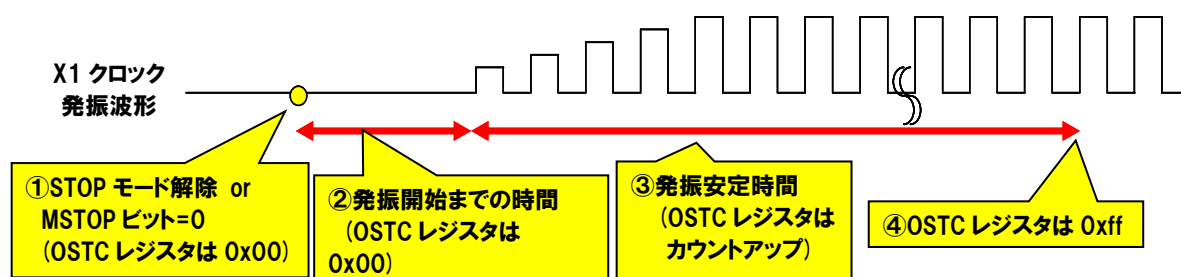 X1 クロック
発振波形
①STOP モード解除 or
MSTOP ビット=0
(OSTC レジスタは 0x00)
②発振開始までの時間
(OSTC レジスタは
0x00)
③発振安定時間
(OSTC レジスタは
カウントアップ)
④OSTC レジスタは 0xff